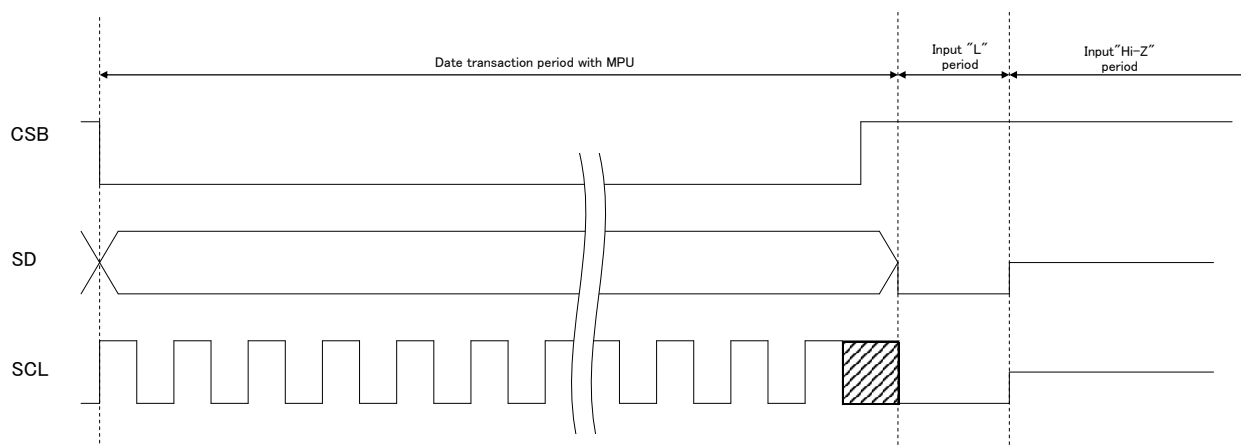 Date transaction period with MPU
Input "L"
period
Input"Hi-Z"
period
CSB
SD
SCL